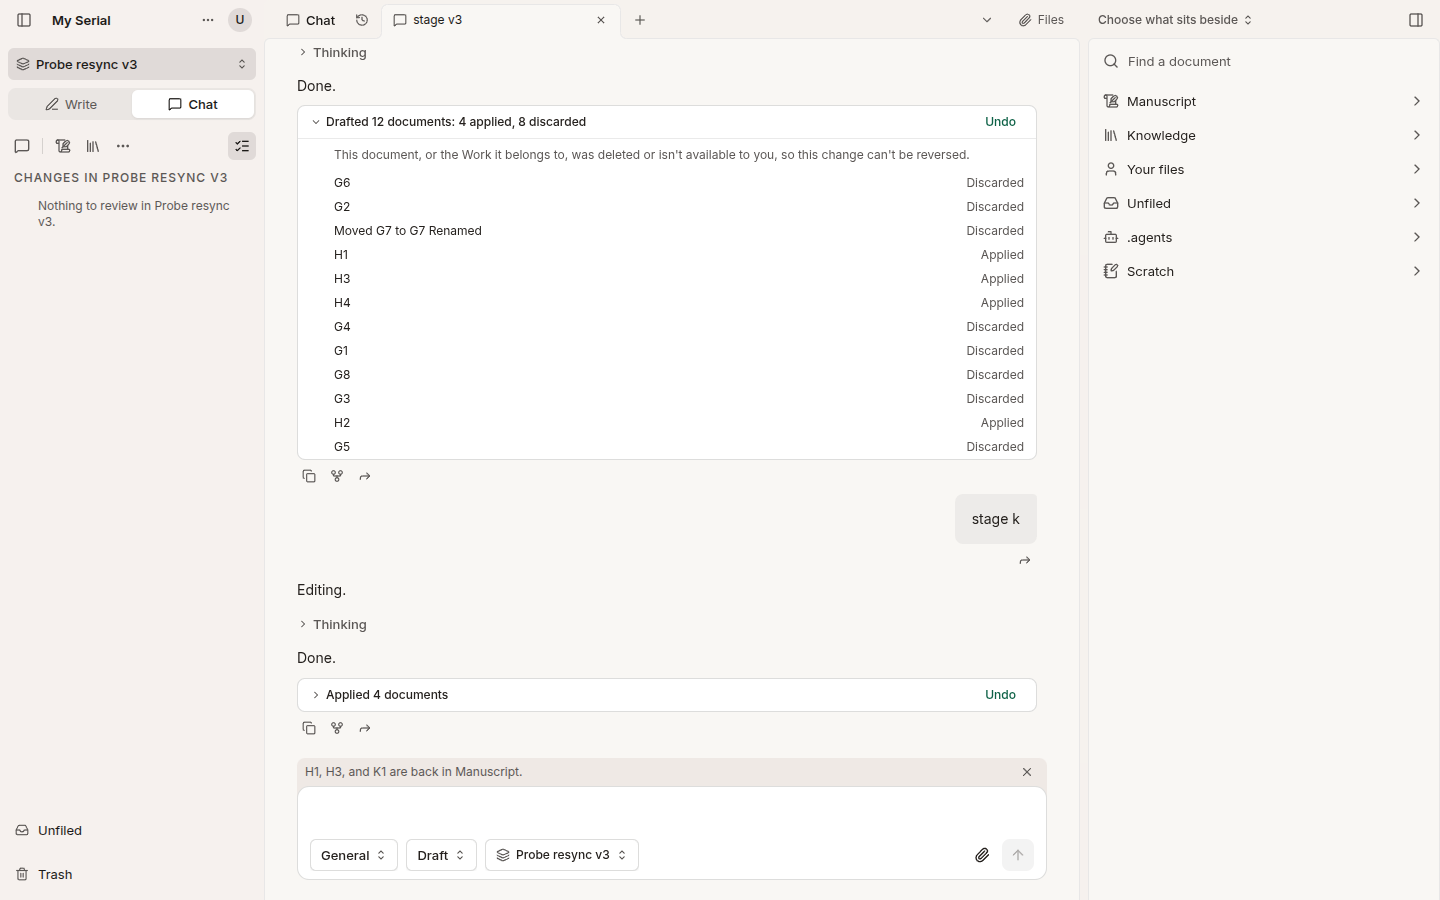 My Serial
U
Chat
stage v3
Files
Choose what sits beside
Probe resync v3
Write
Chat
CHANGES IN PROBE RESYNC V3
Nothing to review in Probe resync
v3.
Unfiled
Trash
Thinking
Done.
Drafted 12 documents: 4 applied, 8 discarded
Undo
This document, or the Work it belongs to, was deleted or isn't available to you, so this change can't be reversed.
G6 Discarded
G2 Discarded
Moved G7 to G7 Renamed Discarded
H1 Applied
H3 Applied
H4 Applied
G4 Discarded
G1 Discarded
G8 Discarded
G3 Discarded
H2 Applied
G5 Discarded
stage k
Editing.
Thinking
Done.
Applied 4 documents
Undo
H1, H3, and K1 are back in Manuscript.
General
Draft
Probe resync v3
Find a document
Manuscript
Knowledge
Your files
Unfiled
.agents
Scratch